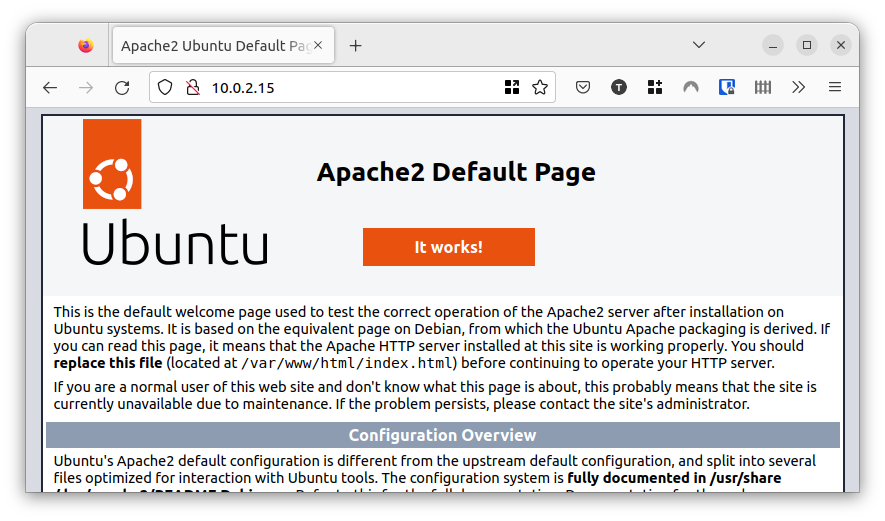 Apache2 Ubuntu Default Pag
10.0.2.15
T
Apache2 Default Page
Ubuntu
It works!
This is the default welcome page used to test the correct operation of the Apache2 server after installation on
Ubuntu systems. It is based on the equivalent page on Debian, from which the Ubuntu Apache packaging is derived. If
you can read this page, it means that the Apache HTTP server installed at this site is working properly. You should
replace this file (located at /var/www/html/index.html) before continuing to operate your HTTP server.
If you are a normal user of this web site and don't know what this page is about, this probably means that the site is
currently unavailable due to maintenance. If the problem persists, please contact the site's administrator.
Configuration Overview
Ubuntu's Apache2 default configuration is different from the upstream default configuration, and split into several
files optimized for interaction with Ubuntu tools. The configuration system is fully documented in /usr/share